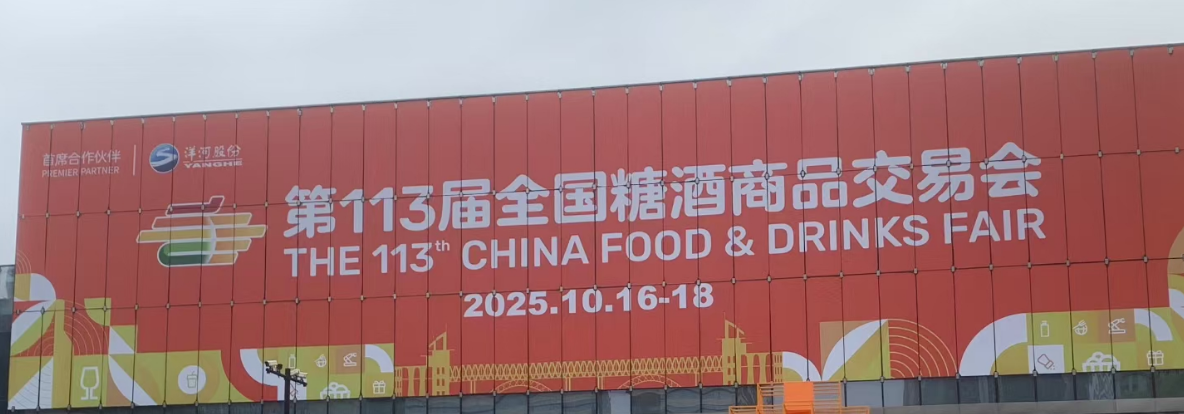 首席合作伙伴
PREMIER PARTNER
洋河股份
YANGHE
第113届全国糖酒商品交易会
THE 113th CHINA FOOD & DRINKS FAIR
2025.10.16-18